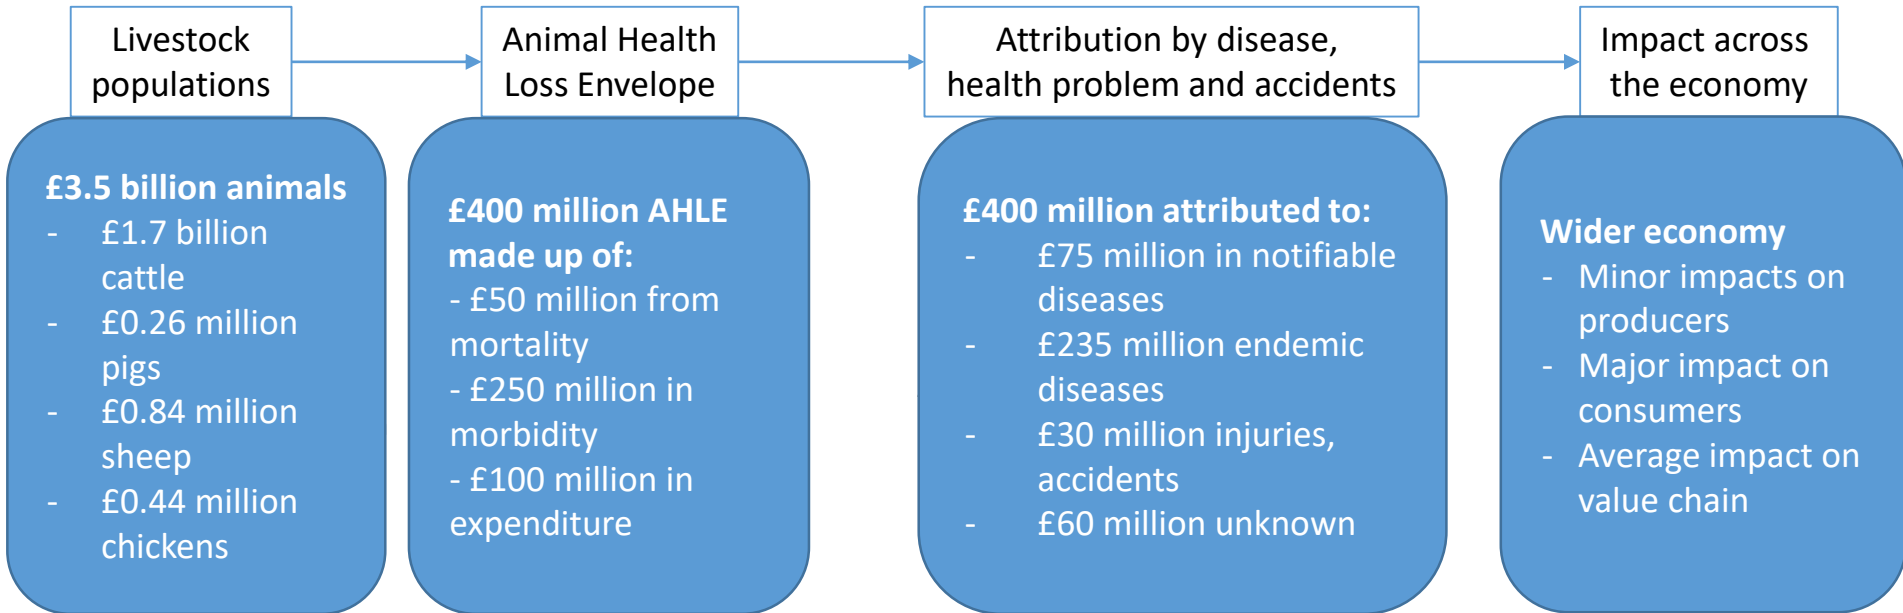 Livestock
populations
Animal Health
Loss Envelope
Attribution by disease,
health problem and accidents
Impact across
the economy
£3.5 billion animals
- £1.7 billion
cattle
- £0.26 million
pigs
- £0.84 million
sheep
- £0.44 million
chickens
£400 million AHLE
made up of:
- £50 million from
mortality
- £250 million in
morbidity
- £100 million in
expenditure
£400 million attributed to:
- £75 million in notifiable
diseases
- £235 million endemic
diseases
- £30 million injuries,
accidents
- £60 million unknown
Wider economy
- Minor impacts on
producers
- Major impact on
consumers
- Average impact on
value chain